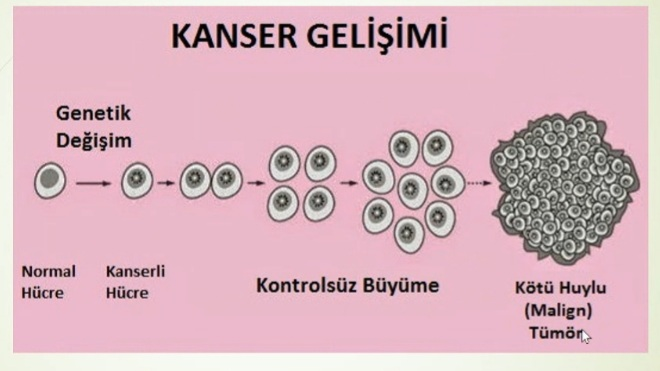 KANSER GELİŞİMİ
Genetik
Değişim
Normal
Hücre
Kanserli
Hücre
Kontrolsüz Büyüme
Kötü Huylu
(Malign)
Tümör